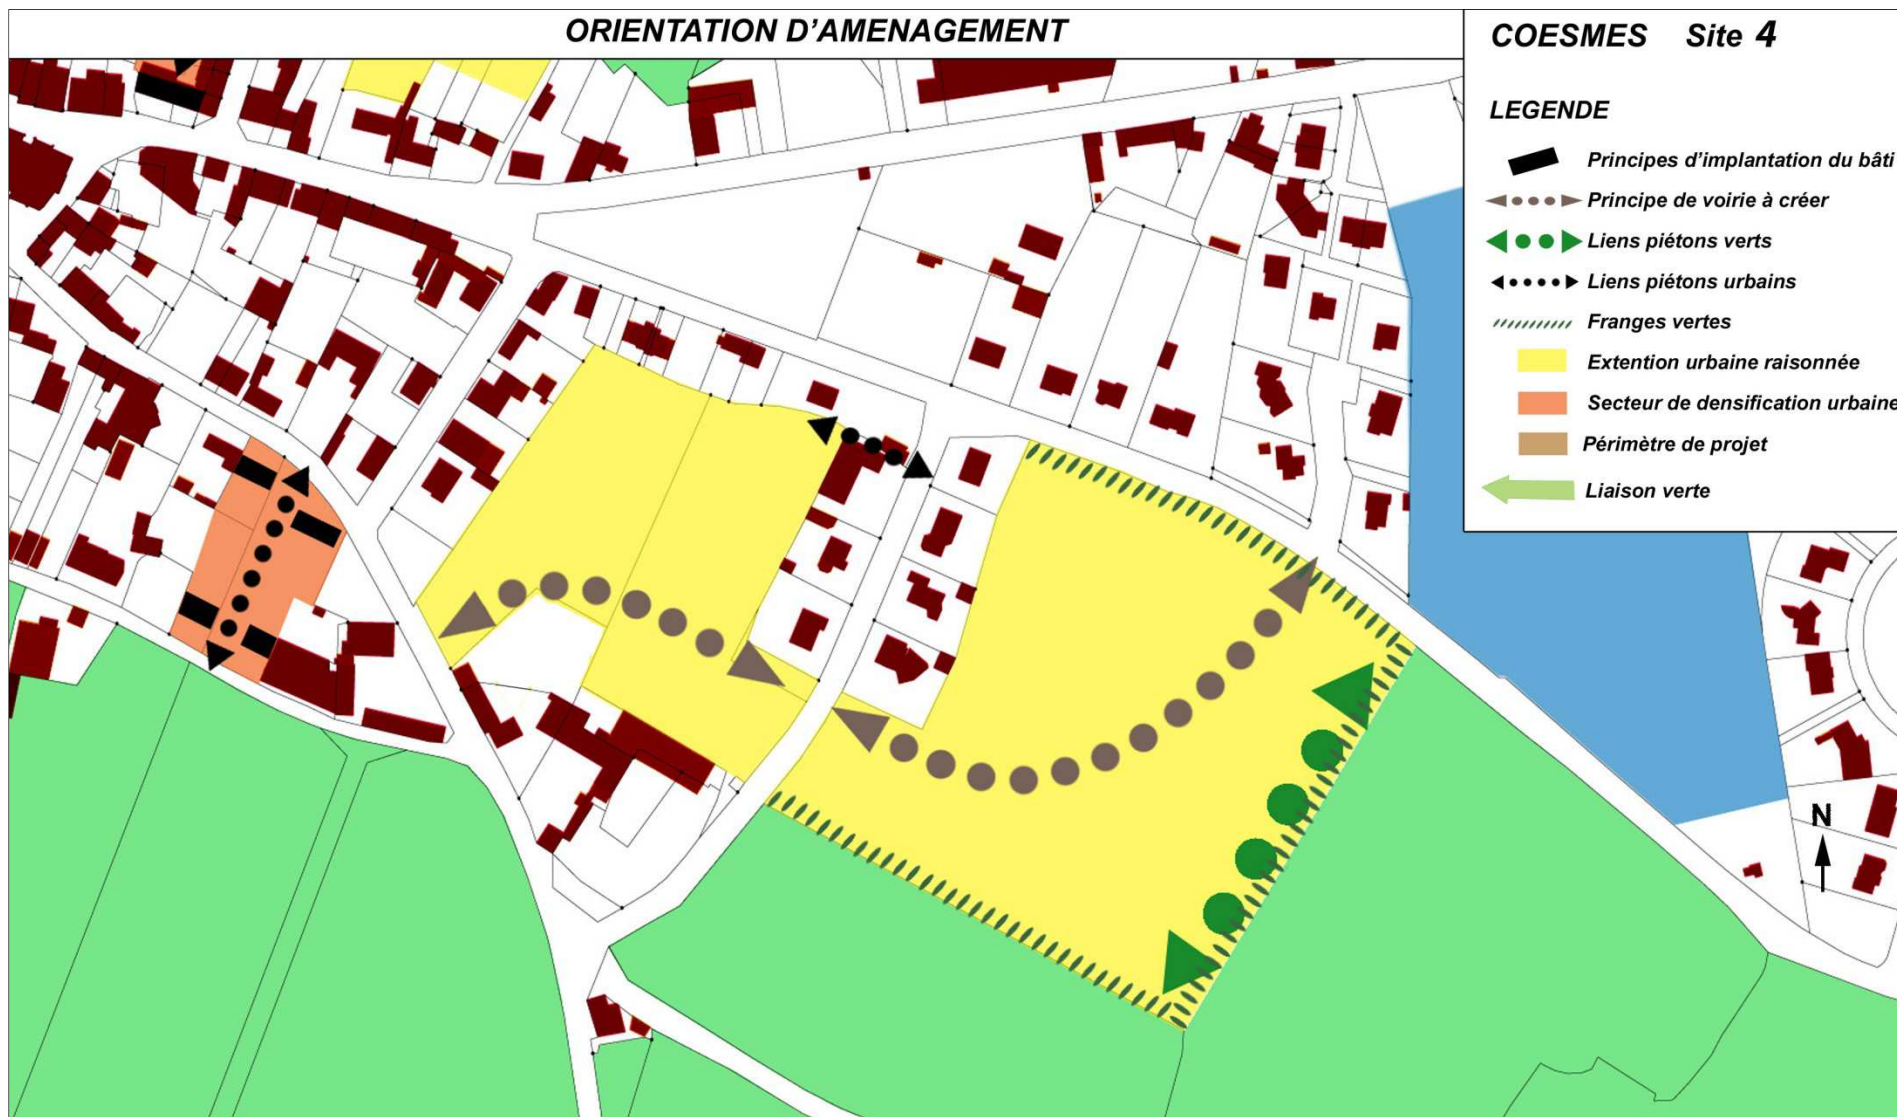 ORIENTATION D'AMENAGEMENT
COESMES Site 4
LEGENDE
Principes d'implantation du bâti
Principe de voirie à créer
Liens piétons verts
Liens piétons urbains
Franges vertes
Extention urbaine raisonnée
Secteur de densification urbaine
Périmètre de projet
Liaison verte
N